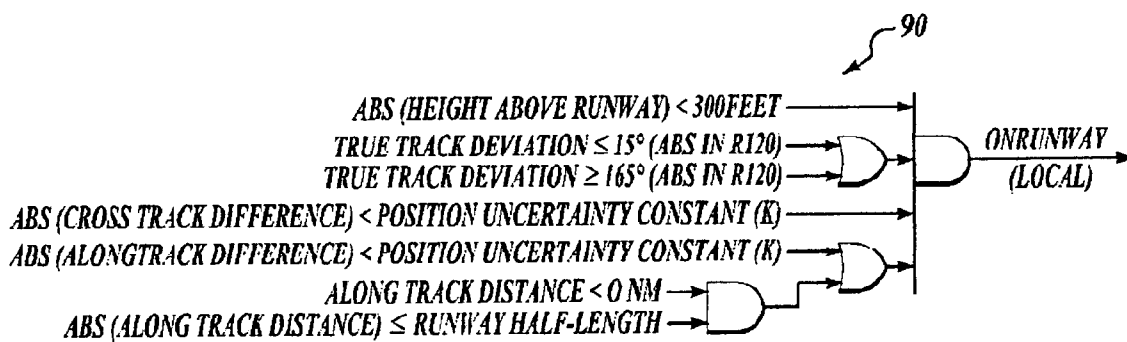 90
ABS (HEIGHT ABOVE RUNWAY) < 300FEET
TRUE TRACK DEVIATION ≤ 15° (ABS IN R120)
TRUE TRACK DEVIATION ≥ 165° (ABS IN R120)
ONRUNWAY
(LOCAL)
ABS (CROSS TRACK DIFFERENCE) < POSITION UNCERTAINTY CONSTANT (K)
ABS (ALONGTRACK DIFFERENCE) < POSITION UNCERTAINTY CONSTANT (K)
ALONG TRACK DISTANCE < 0 NM
ABS (ALONG TRACK DISTANCE) ≤ RUNWAY HALF-LENGTH